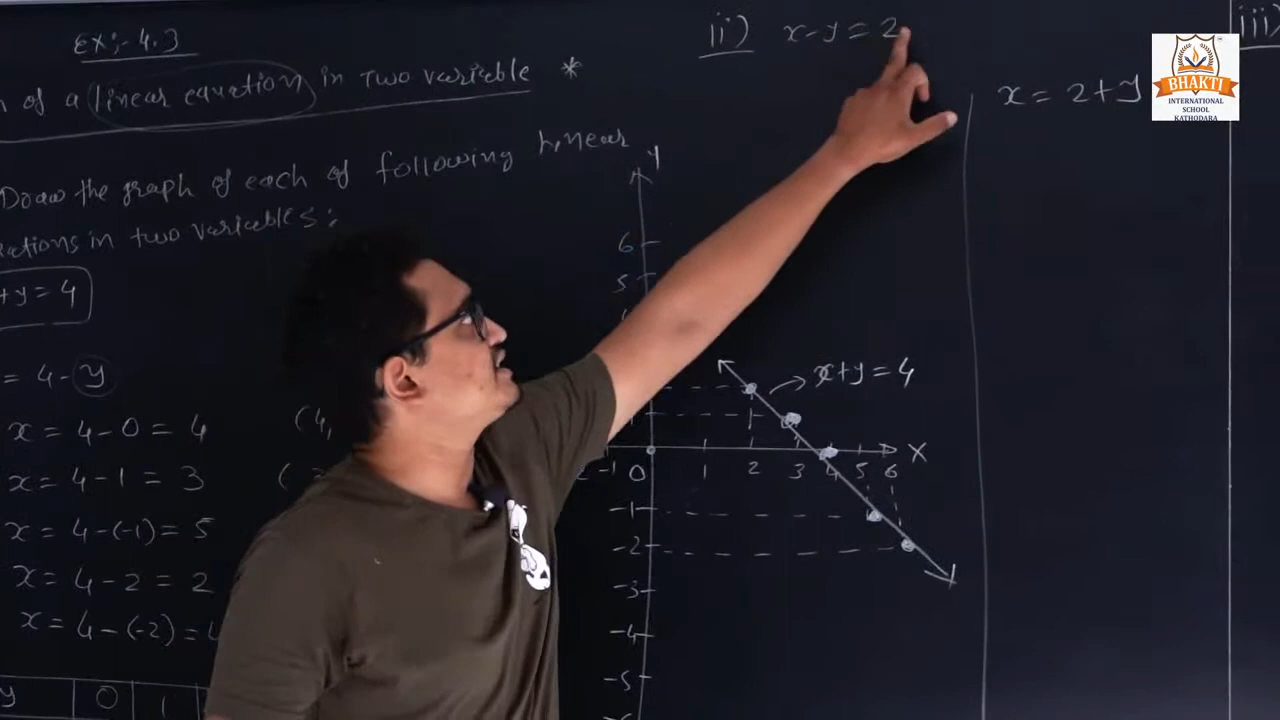 Ex:- 4.3
n of a linear equation in two variable *
Draw the graph of each of following linear
ations in two variables:
+y = 4
= 4 - y
x = 4 - 0 = 4 (4,
x = 4 - 1 = 3
x = 4 - (-1) = 5
x = 4 - 2 = 2
x = 4 - (-2) =
y 0 1
ii) x - y = 2
Y
6
5
x+y = 4
-1 0 1 2 3 4 5 6 X
-1
-2
-3
-4
-5
x = 2 + y
iii)
BHAKTI
INTERNATIONAL
SCHOOL
KATHODARA